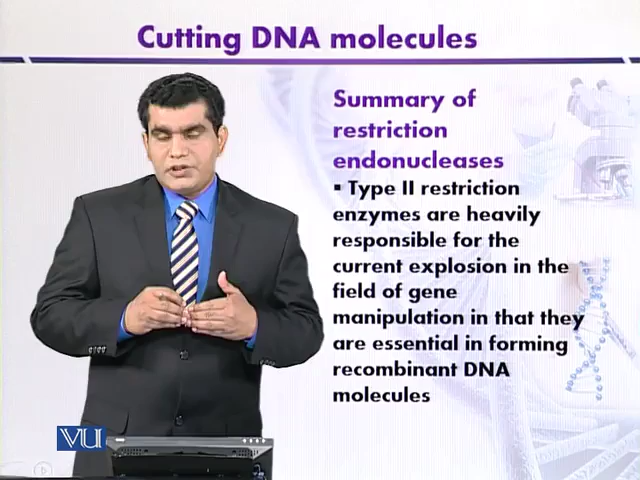 Cutting DNA molecules
Summary of
restriction
endonucleases
▪ Type II restriction
enzymes are heavily
responsible for the
current explosion in the
field of gene
manipulation in that they
are essential in forming
recombinant DNA
molecules
VU